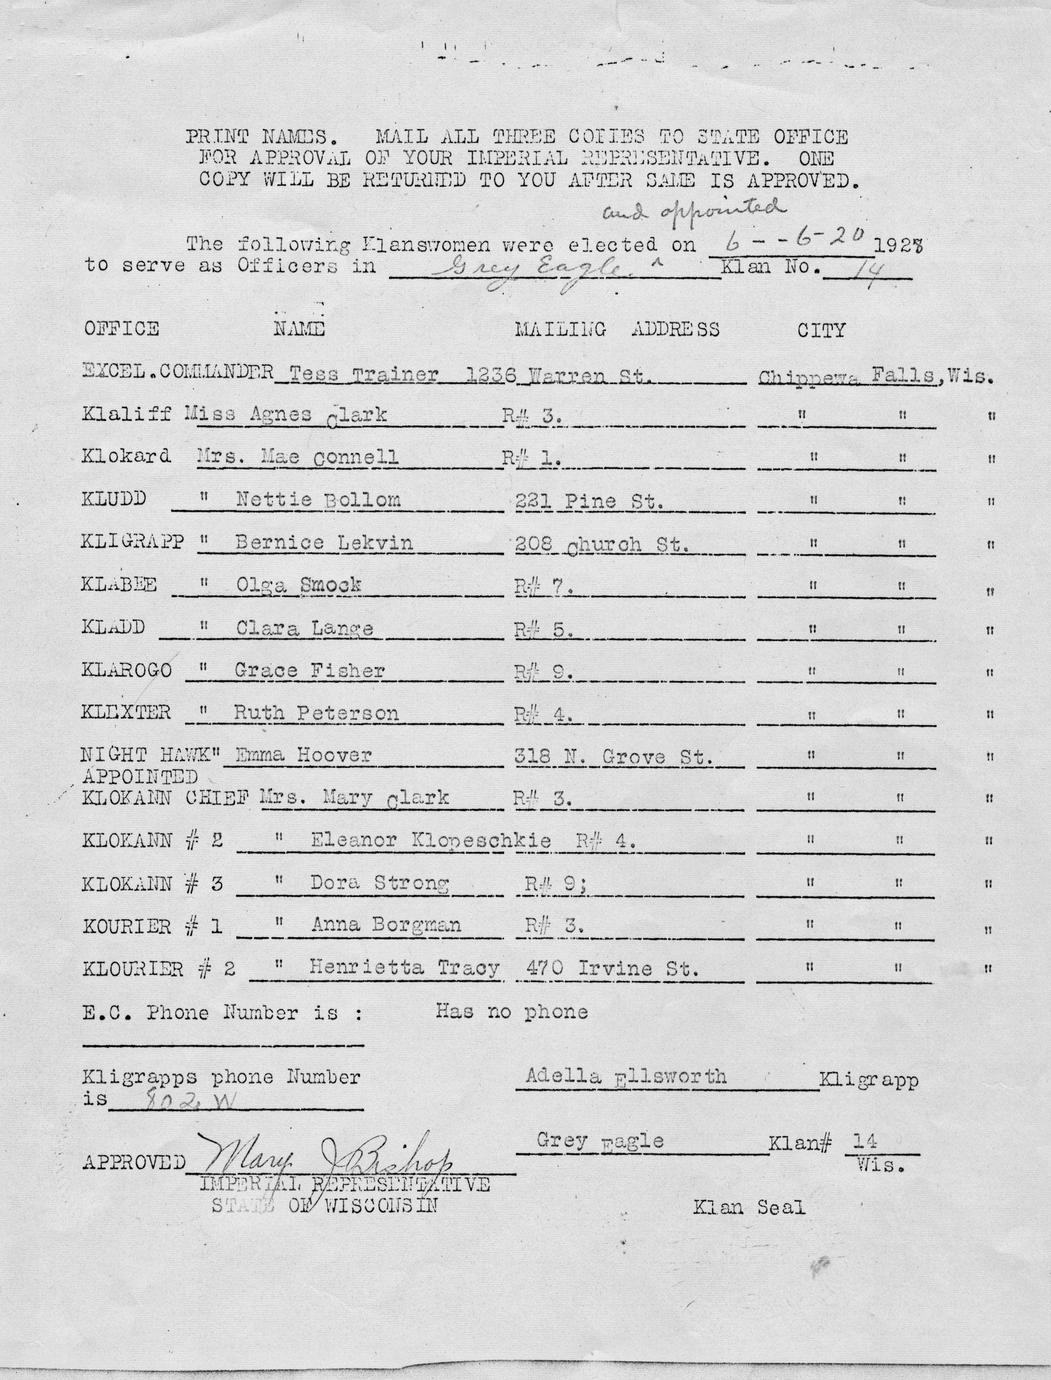 PRINT NAMES. MAIL ALL THREE COPIES TO STATE OFFICE
FOR APPROVAL OF YOUR IMPERIAL REPRESENTATIVE. ONE
COPY WILL BE RETURNED TO YOU AFTER SAME IS APPROVED.
and appointed
The following Klanswomen were elected on 6 - -6-20 1928
to serve as Officers in Grey Eagle ^ Klan No. 14
OFFICE NAME MAILING ADDRESS CITY
EXCEL.COMMANDER Tess Trainer 1236 Warren St. Chippewa Falls, Wis.
Klaliff Miss Agnes Clark R# 3. " " "
Klokard Mrs. Mae Connell R# 1. " " "
KLUDD " Nettie Bollom 221 Pine St. " " "
KLIGRAPP " Bernice Lekvin 208 Church St. " " "
KLABEE " Olga Smock R# 7. " " "
KLADD " Clara Lange R# 5. " " "
KLAROGO " Grace Fisher R# 9. " " "
KLEXTER " Ruth Peterson R# 4. " " "
NIGHT HAWK" Emma Hoover 318 N. Grove St. " " "
APPOINTED
KLOKANN CHIEF Mrs. Mary Clark R# 3. " " "
KLOKANN # 2 " Eleanor Klopeschkie R# 4. " " "
KLOKANN # 3 " Dora Strong R# 9; " " "
KOURIER # 1 " Anna Borgman R# 3. " " "
KLOURIER # 2 " Henrietta Tracy 470 Irvine St. " " "
E.C. Phone Number is : Has no phone
Kligrapps phone Number Adella Ellsworth Kligrapp
is 802 W
Grey Eagle Klan# 14
APPROVED Mary J Bishop Wis.
IMPERIAL REPRESENTATIVE
STATE OF WISCONSIN Klan Seal